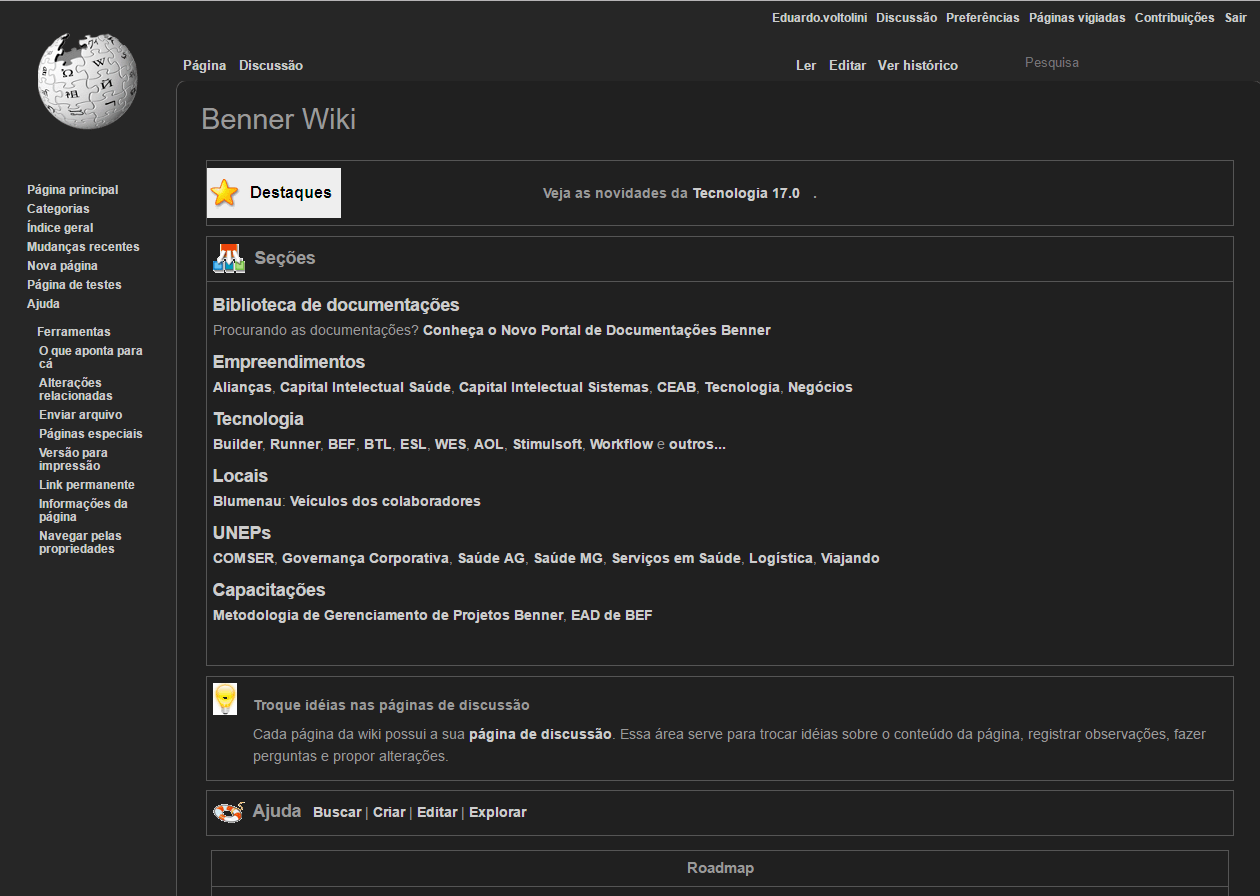 Eduardo.voltolini Discussão Preferências Páginas vigiadas Contribuições Sair
Página Discussão Ler Editar Ver histórico Pesquisa
Benner Wiki
Página principal
Categorias
Índice geral
Mudanças recentes
Nova página
Página de testes
Ajuda
Ferramentas
O que aponta para
cá
Alterações
relacionadas
Enviar arquivo
Páginas especiais
Versão para
impressão
Link permanente
Informações da
página
Navegar pelas
propriedades
Destaques Veja as novidades da Tecnologia 17.0 .
Seções
Biblioteca de documentações
Procurando as documentações? Conheça o Novo Portal de Documentações Benner
Empreendimentos
Alianças, Capital Intelectual Saúde, Capital Intelectual Sistemas, CEAB, Tecnologia, Negócios
Tecnologia
Builder, Runner, BEF, BTL, ESL, WES, AOL, Stimulsoft, Workflow e outros...
Locais
Blumenau: Veículos dos colaboradores
UNEPs
COMSER, Governança Corporativa, Saúde AG, Saúde MG, Serviços em Saúde, Logística, Viajando
Capacitações
Metodologia de Gerenciamento de Projetos Benner, EAD de BEF
Troque idéias nas páginas de discussão
Cada página da wiki possui a sua página de discussão. Essa área serve para trocar idéias sobre o conteúdo da página, registrar observações, fazer
perguntas e propor alterações.
Ajuda Buscar | Criar | Editar | Explorar
Roadmap